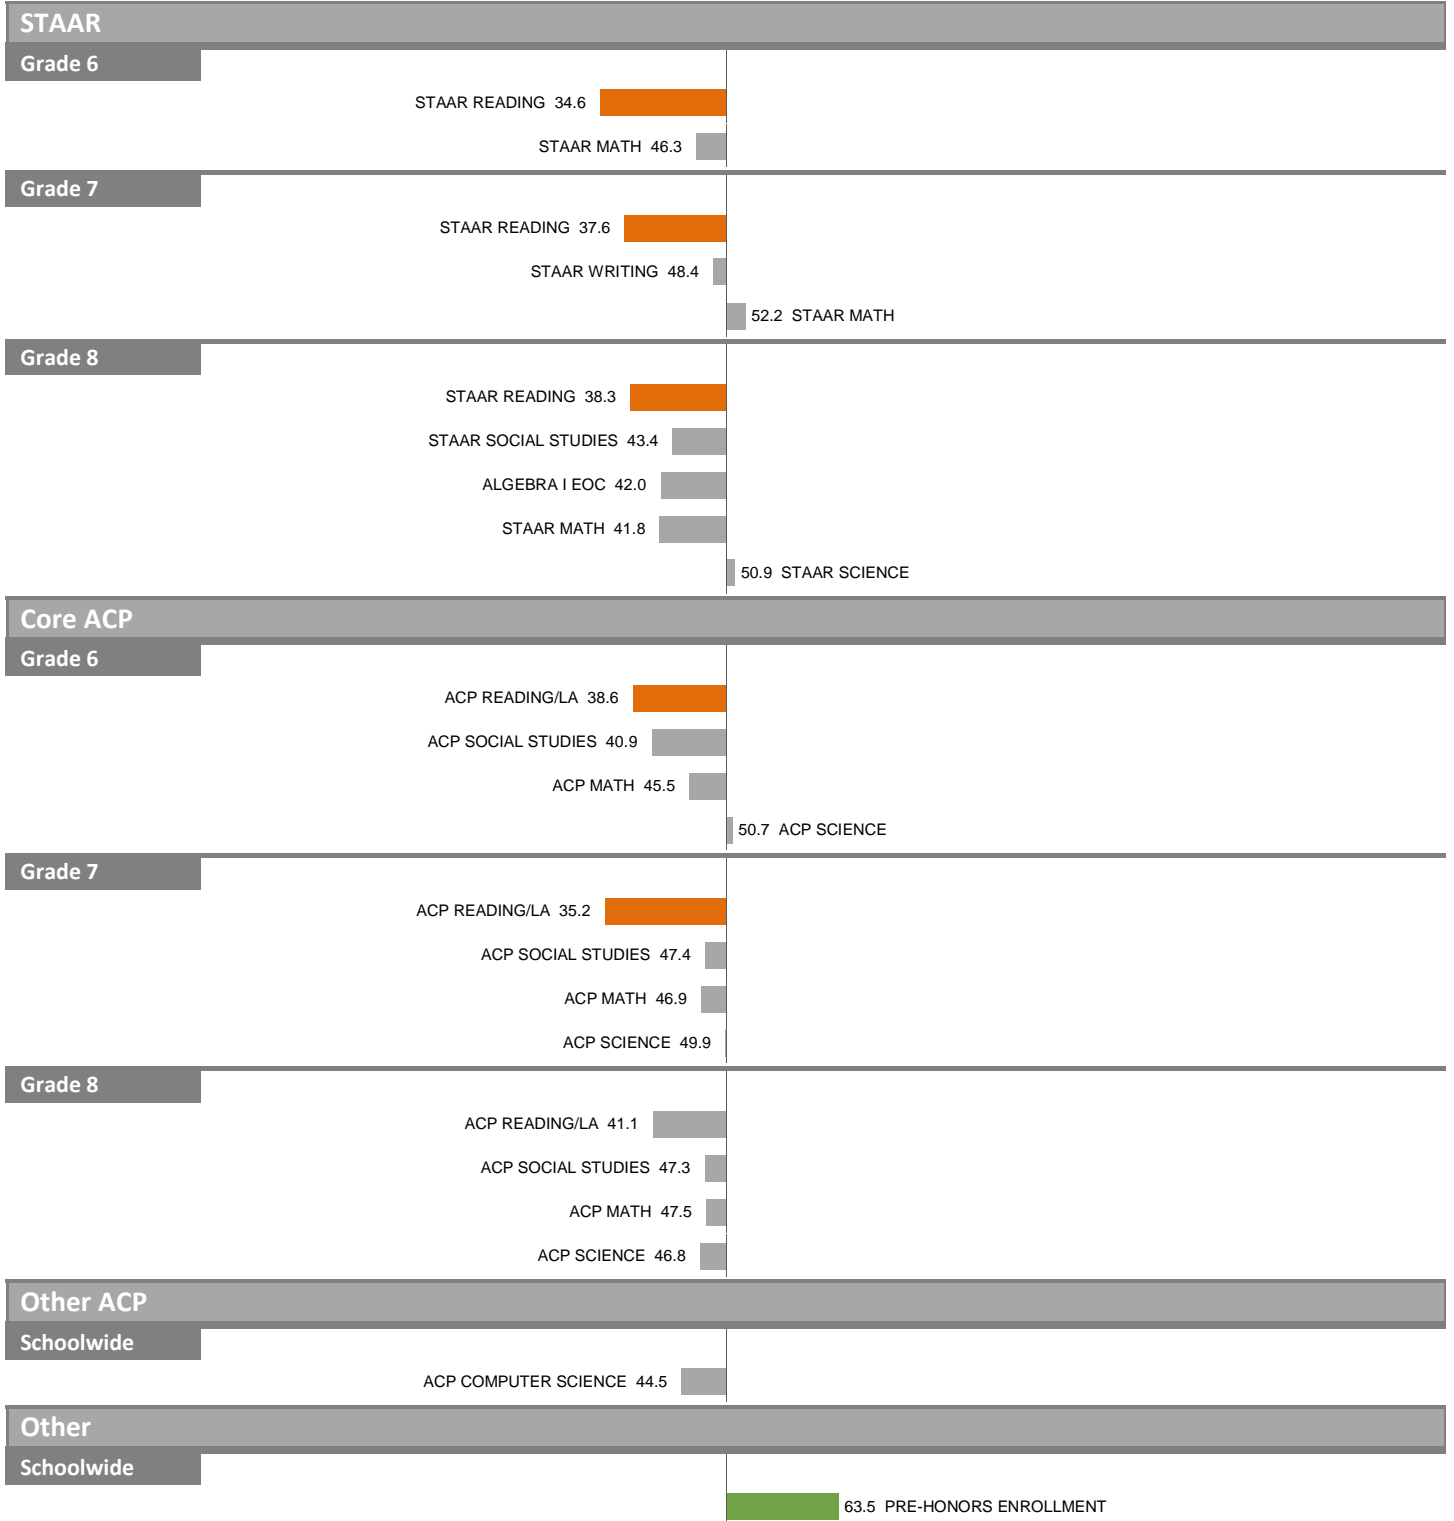 STAAR
Grade 6
STAAR READING 34.6
STAAR MATH 46.3
Grade 7
STAAR READING 37.6
STAAR WRITING 48.4
52.2 STAAR MATH
Grade 8
STAAR READING 38.3
STAAR SOCIAL STUDIES 43.4
ALGEBRA I EOC 42.0
STAAR MATH 41.8
50.9 STAAR SCIENCE
Core ACP
Grade 6
ACP READING/LA 38.6
ACP SOCIAL STUDIES 40.9
ACP MATH 45.5
50.7 ACP SCIENCE
Grade 7
ACP READING/LA 35.2
ACP SOCIAL STUDIES 47.4
ACP MATH 46.9
ACP SCIENCE 49.9
Grade 8
ACP READING/LA 41.1
ACP SOCIAL STUDIES 47.3
ACP MATH 47.5
ACP SCIENCE 46.8
Other ACP
Schoolwide
ACP COMPUTER SCIENCE 44.5
Other
Schoolwide
63.5 PRE-HONORS ENROLLMENT